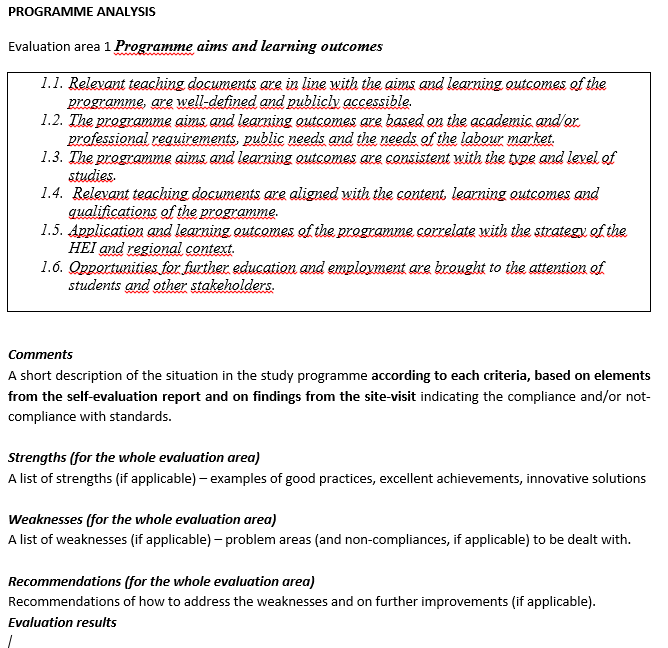 PROGRAMME ANALYSIS
Evaluation area 1 Programme aims and learning outcomes
1.1. Relevant teaching documents are in line with the aims and learning outcomes of the
programme, are well-defined and publicly accessible.
1.2. The programme aims and learning outcomes are based on the academic and/or
professional requirements, public needs and the needs of the labour market.
1.3. The programme aims and learning outcomes are consistent with the type and level of
studies.
1.4. Relevant teaching documents are aligned with the content, learning outcomes and
qualifications of the programme.
1.5. Application and learning outcomes of the programme correlate with the strategy of the
HEI and regional context.
1.6. Opportunities for further education and employment are brought to the attention of
students and other stakeholders.
Comments
A short description of the situation in the study programme according to each criteria, based on elements
from the self-evaluation report and on findings from the site-visit indicating the compliance and/or not-
compliance with standards.
Strengths (for the whole evaluation area)
A list of strengths (if applicable) – examples of good practices, excellent achievements, innovative solutions
Weaknesses (for the whole evaluation area)
A list of weaknesses (if applicable) – problem areas (and non-compliances, if applicable) to be dealt with.
Recommendations (for the whole evaluation area)
Recommendations of how to address the weaknesses and on further improvements (if applicable).
Evaluation results
/